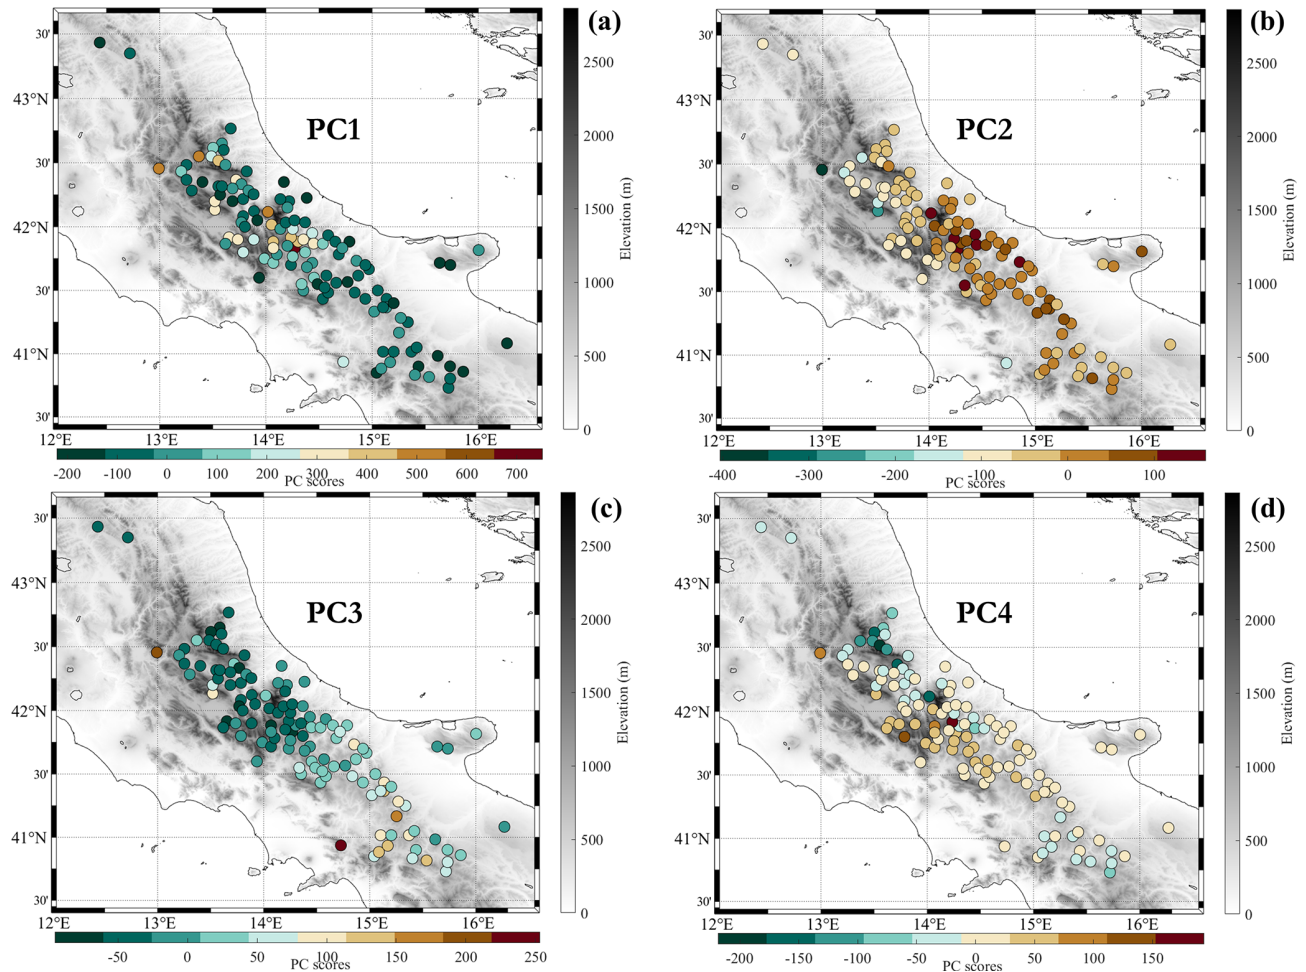 (a)
PC1
30'
43°N
30'
42°N
30'
41°N
30'
12°E 13°E 14°E 15°E 16°E
2500
2000
1500
1000
500
0
Elevation (m)
-200 -100 0 100 200 300 400 500 600 700
PC scores
(b)
PC2
30'
43°N
30'
42°N
30'
41°N
30'
12°E 13°E 14°E 15°E 16°E
2500
2000
1500
1000
500
0
Elevation (m)
-400 -300 -200 -100 0 100
PC scores
(c)
PC3
30'
43°N
30'
42°N
30'
41°N
30'
12°E 13°E 14°E 15°E 16°E
2500
2000
1500
1000
500
0
Elevation (m)
-50 0 50 100 150 200 250
PC scores
(d)
PC4
30'
43°N
30'
42°N
30'
41°N
30'
12°E 13°E 14°E 15°E 16°E
2500
2000
1500
1000
500
0
Elevation (m)
-200 -150 -100 -50 0 50 100 150
PC scores